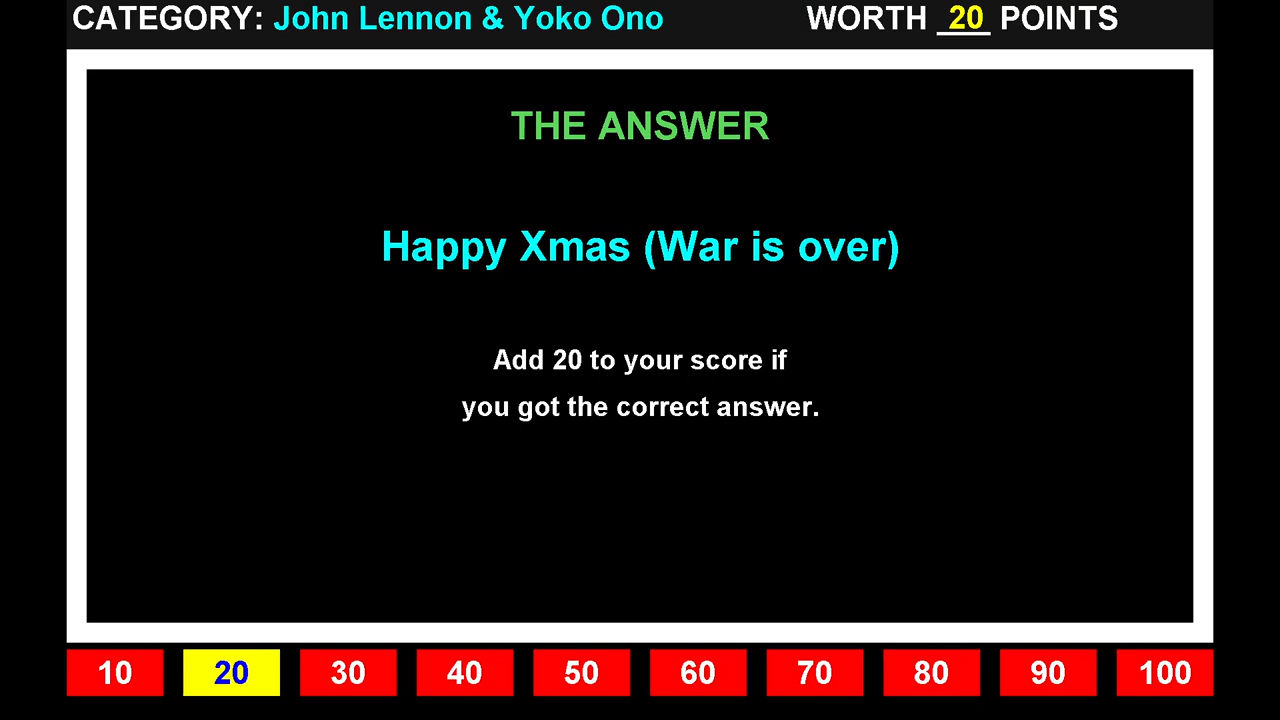 CATEGORY: John Lennon & Yoko Ono WORTH 20 POINTS
THE ANSWER
Happy Xmas (War is over)
Add 20 to your score if
you got the correct answer.
10 20 30 40 50 60 70 80 90 100